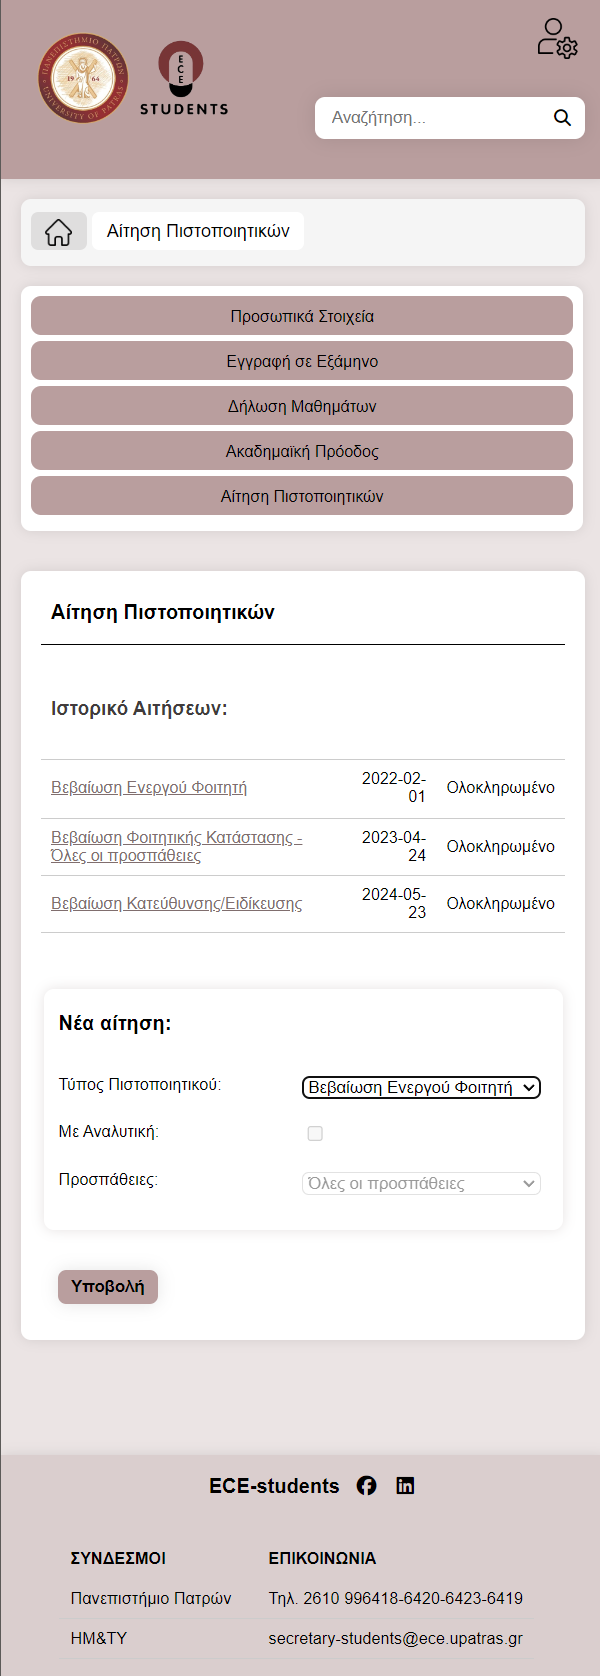 ΠΑΝΕΠΙΣΤΗΜΙΟ ΠΑΤΡΩΝ
19 64
UNIVERSITY OF PATRAS
E
C
E
STUDENTS
Αναζήτηση...
Αίτηση Πιστοποιητικών
Προσωπικά Στοιχεία
Εγγραφή σε Εξάμηνο
Δήλωση Μαθημάτων
Ακαδημαϊκή Πρόοδος
Αίτηση Πιστοποιητικών
Αίτηση Πιστοποιητικών
Ιστορικό Αιτήσεων:
Βεβαίωση Ενεργού Φοιτητή 2022-02-01 Ολοκληρωμένο
Βεβαίωση Φοιτητικής Κατάστασης -
Όλες οι προσπάθειες 2023-04-24 Ολοκληρωμένο
Βεβαίωση Κατεύθυνσης/Ειδίκευσης 2024-05-23 Ολοκληρωμένο
Νέα αίτηση:
Τύπος Πιστοποιητικού: Βεβαίωση Ενεργού Φοιτητή
Με Αναλυτική:
Προσπάθειες: Όλες οι προσπάθειες
Υποβολή
ECE-students
ΣΥΝΔΕΣΜΟΙ ΕΠΙΚΟΙΝΩΝΙΑ
Πανεπιστήμιο Πατρών Τηλ. 2610 996418-6420-6423-6419
ΗΜ&ΤΥ secretary-students@ece.upatras.gr